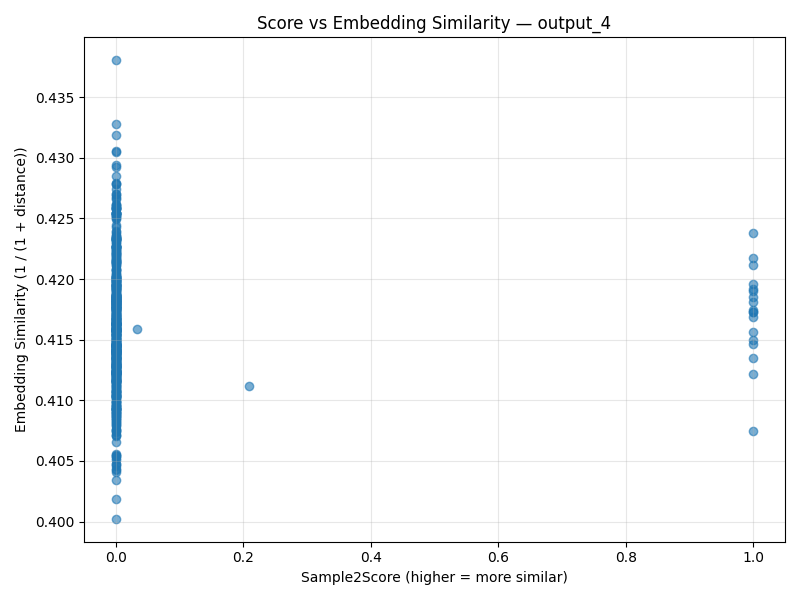 Score vs Embedding Similarity — output_4
0.435
0.430
0.425
0.420
0.415
0.410
0.405
0.400
Embedding Similarity (1 / (1 + distance))
0.0 0.2 0.4 0.6 0.8 1.0
Sample2Score (higher = more similar)